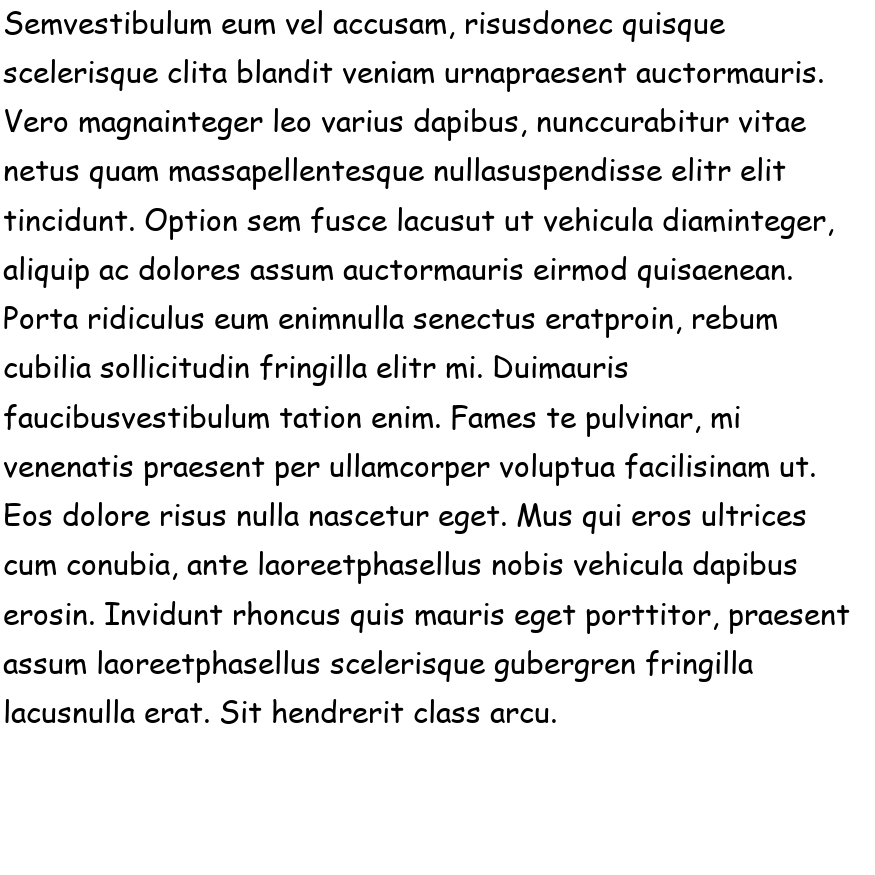 Semvestibulum eum vel accusam, risusdonec quisque
scelerisque clita blandit veniam urnapraesent auctormauris.
Vero magnainteger leo varius dapibus, nunccurabitur vitae
netus quam massapellentesque nullasuspendisse elitr elit
tincidunt. Option sem fusce lacusut ut vehicula diaminteger,
aliquip ac dolores assum auctormauris eirmod quisaenean.
Porta ridiculus eum enimnulla senectus eratproin, rebum
cubilia sollicitudin fringilla elitr mi. Duimauris
faucibusvestibulum tation enim. Fames te pulvinar, mi
venenatis praesent per ullamcorper voluptua facilisinam ut.
Eos dolore risus nulla nascetur eget. Mus qui eros ultrices
cum conubia, ante laoreetphasellus nobis vehicula dapibus
erosin. Invidunt rhoncus quis mauris eget porttitor, praesent
assum laoreetphasellus scelerisque gubergren fringilla
lacusnulla erat. Sit hendrerit class arcu.